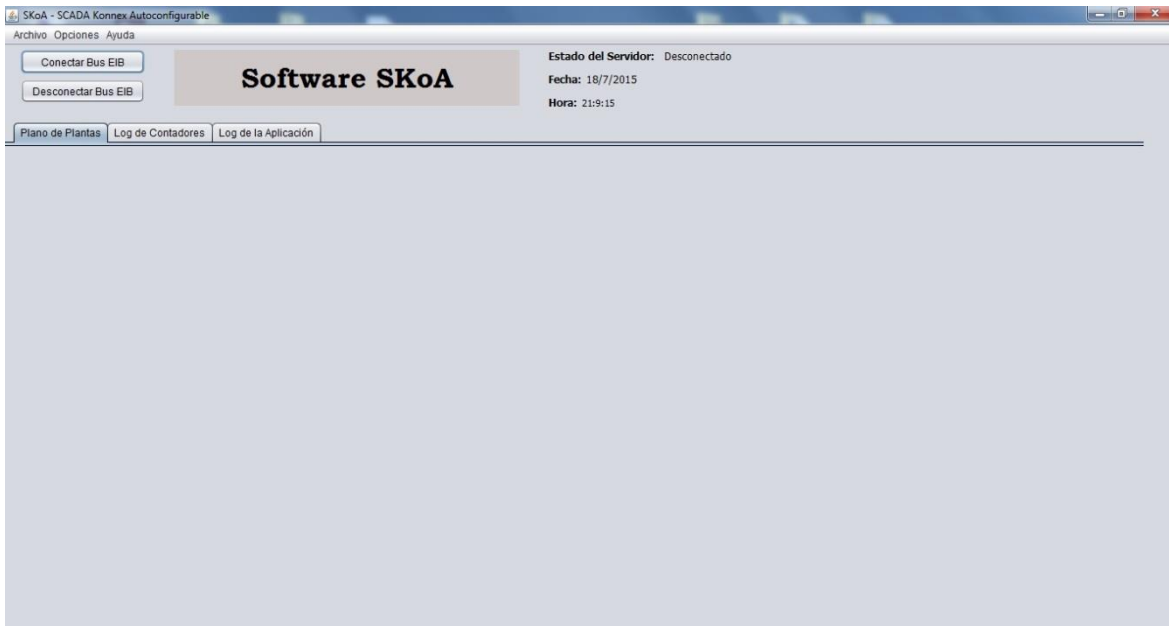 SKoA - SCADA Konnex Autoconfigurable
Archivo Opciones Ayuda
Conectar Bus EIB
Desconectar Bus EIB
Software SKoA
Estado del Servidor: Desconectado
Fecha: 18/7/2015
Hora: 21:9:15
Plano de Plantas Log de Contadores Log de la Aplicación